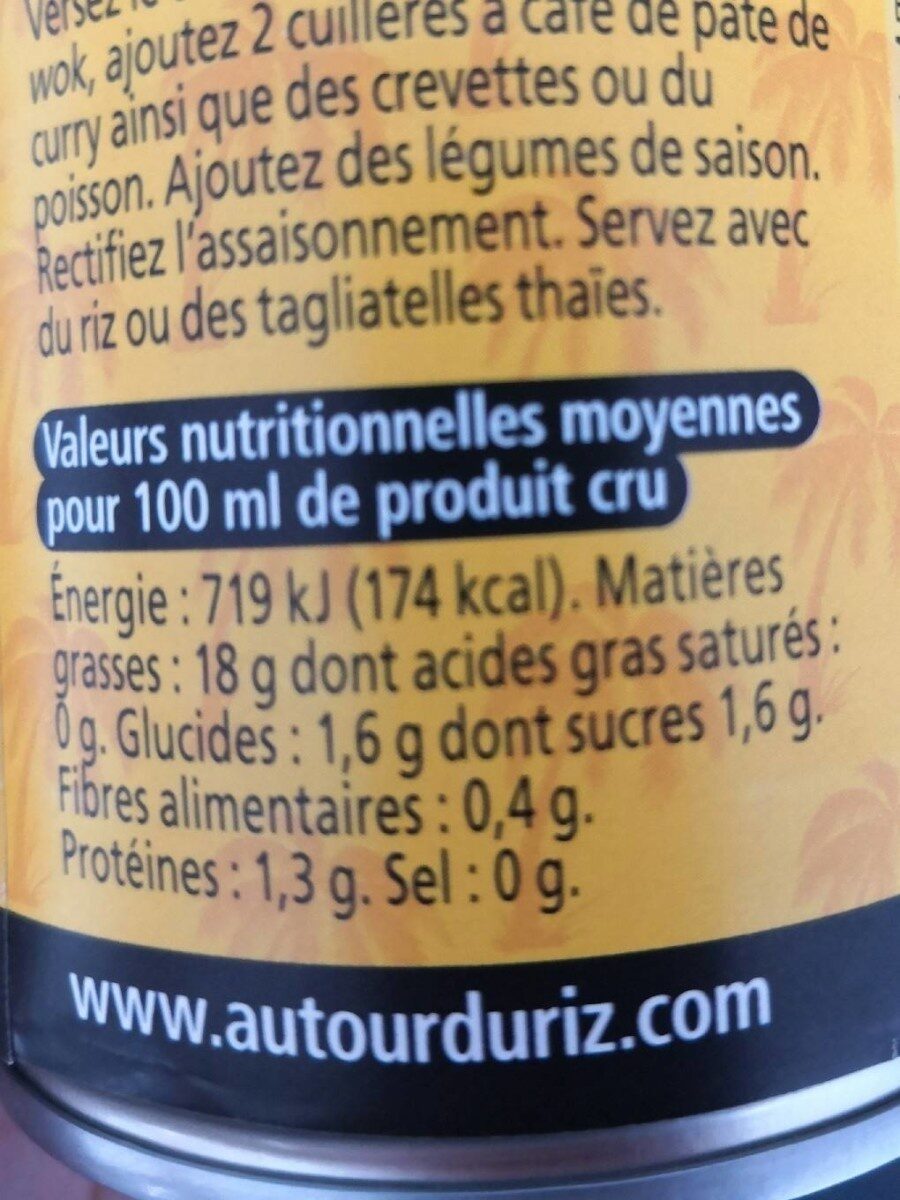 Versez le
wok, ajoutez 2 cuillères à café de pâte de
curry ainsi que des crevettes ou du
poisson. Ajoutez des légumes de saison.
Rectifiez l'assaisonnement. Servez avec
du riz ou des tagliatelles thaïes.
Valeurs nutritionnelles moyennes
pour 100 ml de produit cru
Énergie : 719 kJ (174 kcal). Matières
grasses : 18 g dont acides gras saturés :
0 g. Glucides : 1,6 g dont sucres 1,6 g.
Fibres alimentaires : 0,4 g.
Protéines : 1,3 g. Sel : 0 g.
www.autourduriz.com